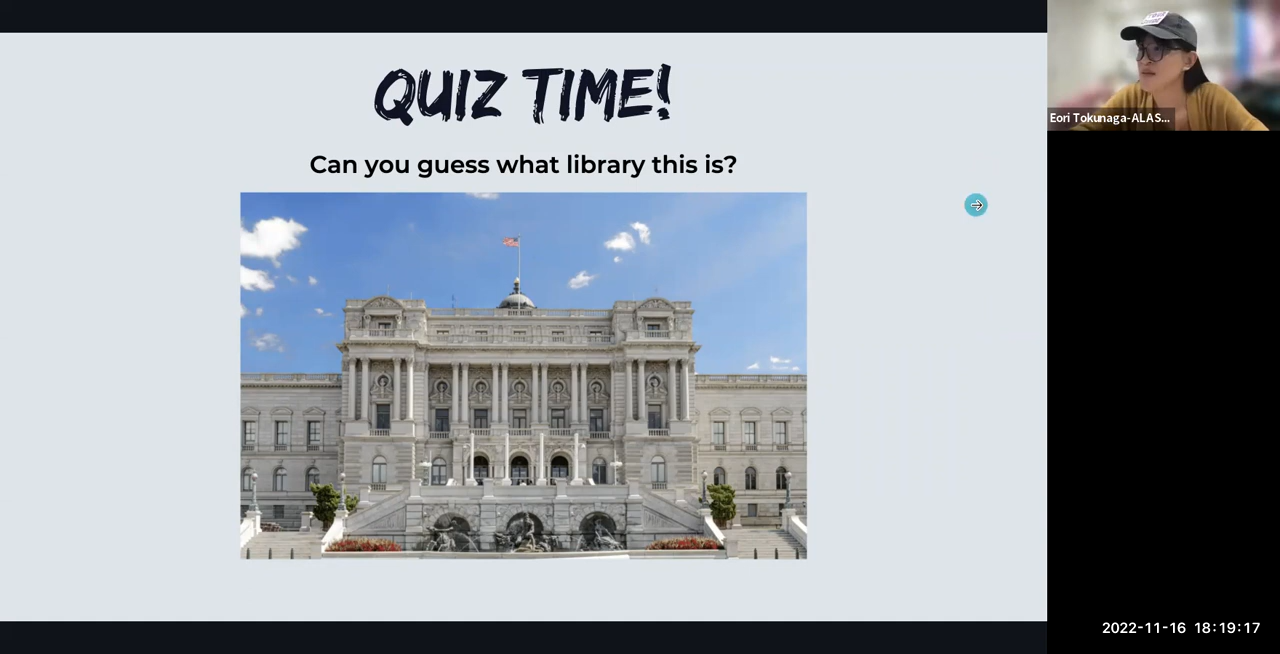 QUIZ TIME!
Can you guess what library this is?
Eori Tokunaga-ALAS...
2022-11-16 18:19:17